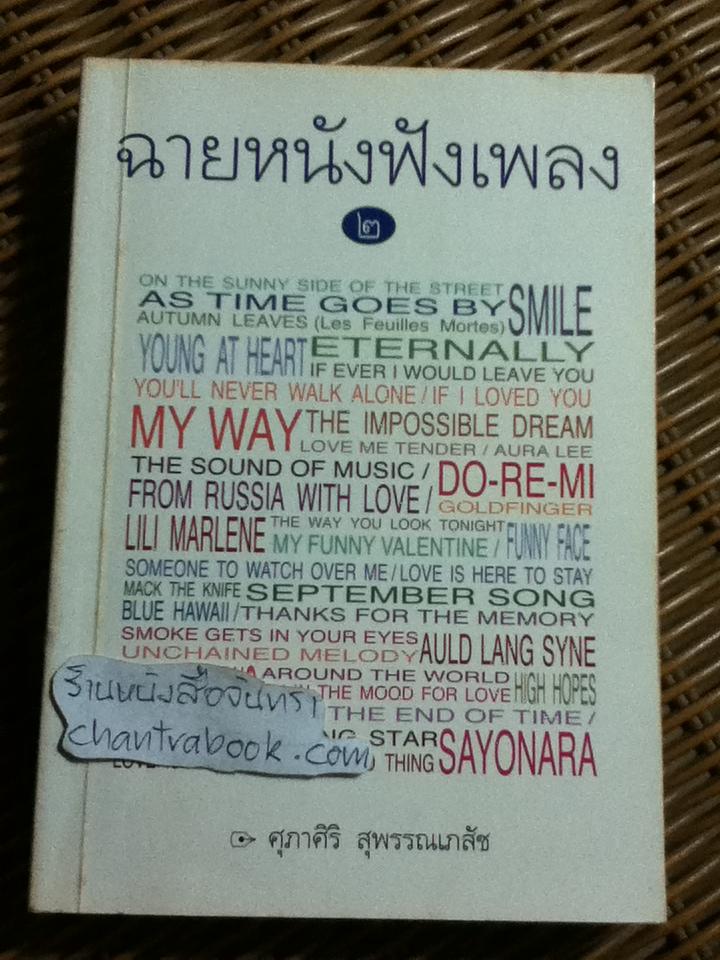 ฉายหนังฟังเพลง
๒
ON THE SUNNY SIDE OF THE STREET
AS TIME GOES BY SMILE
AUTUMN LEAVES (Les Feuilles Mortes)
YOUNG AT HEART ETERNALLY
IF EVER I WOULD LEAVE YOU
YOU'LL NEVER WALK ALONE / IF I LOVED YOU
MY WAY THE IMPOSSIBLE DREAM
LOVE ME TENDER / AURA LEE
THE SOUND OF MUSIC / DO-RE-MI
FROM RUSSIA WITH LOVE / GOLDFINGER
LILI MARLENE THE WAY YOU LOOK TONIGHT FUNNY FACE
MY FUNNY VALENTINE /
SOMEONE TO WATCH OVER ME / LOVE IS HERE TO STAY
MACK THE KNIFE SEPTEMBER SONG
BLUE HAWAII / THANKS FOR THE MEMORY
SMOKE GETS IN YOUR EYES AULD LANG SYNE
UNCHAINED MELODY
AROUND THE WORLD HIGH HOPES
THE MOOD FOR LOVE
THE END OF TIME /
STAR SAYONARA
THING
ร้านหนังสือจันทรา
chantrabook.com
ศุภาศิริ สุพรรณเภสัช